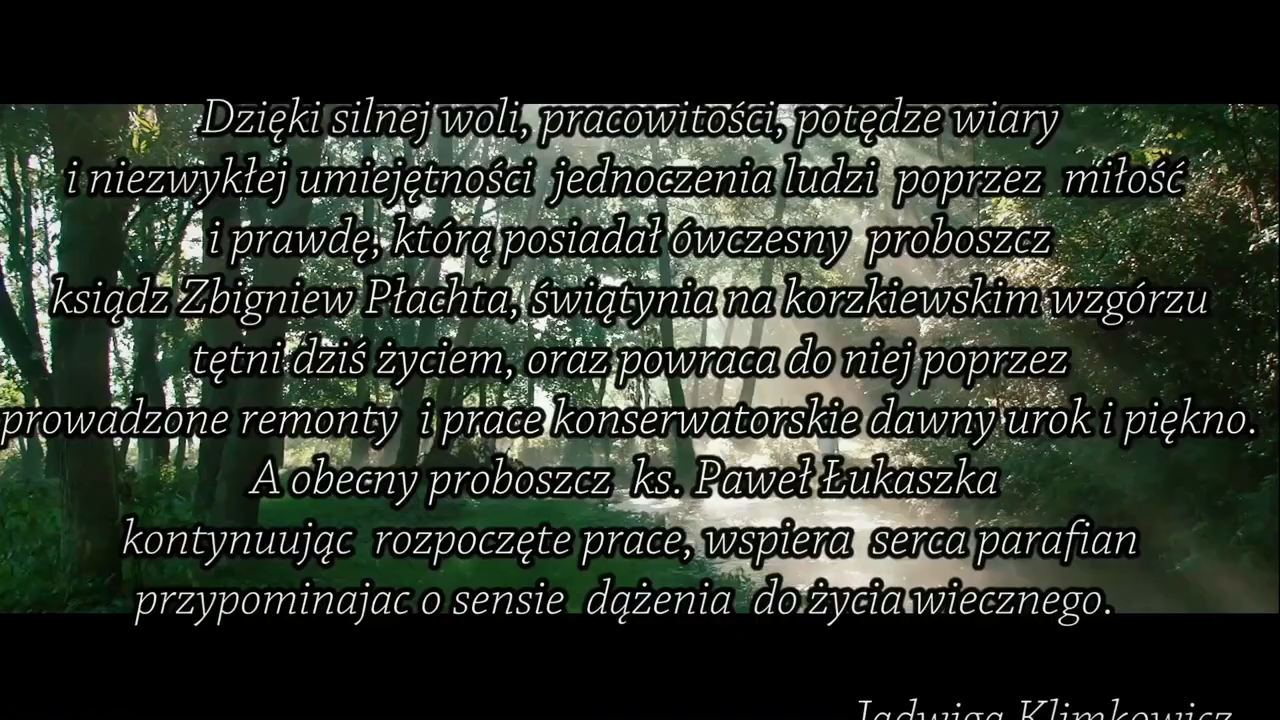 Dzięki silnej woli, pracowitości, potędze wiary
i niezwykłej umiejętności jednoczenia ludzi poprzez miłość
i prawdę, którą posiadał ówczesny proboszcz
ksiądz Zbigniew Płachta, świątynia na korzkiewskim wzgórzu
tętni dziś życiem, oraz powraca do niej poprzez
prowadzone remonty i prace konserwatorskie dawny urok i piękno.
A obecny proboszcz ks. Paweł Łukaszka
kontynuując rozpoczęte prace, wspiera serca parafian
przypominajac o sensie dążenia do życia wiecznego.
Jadwiga Klimkowicz